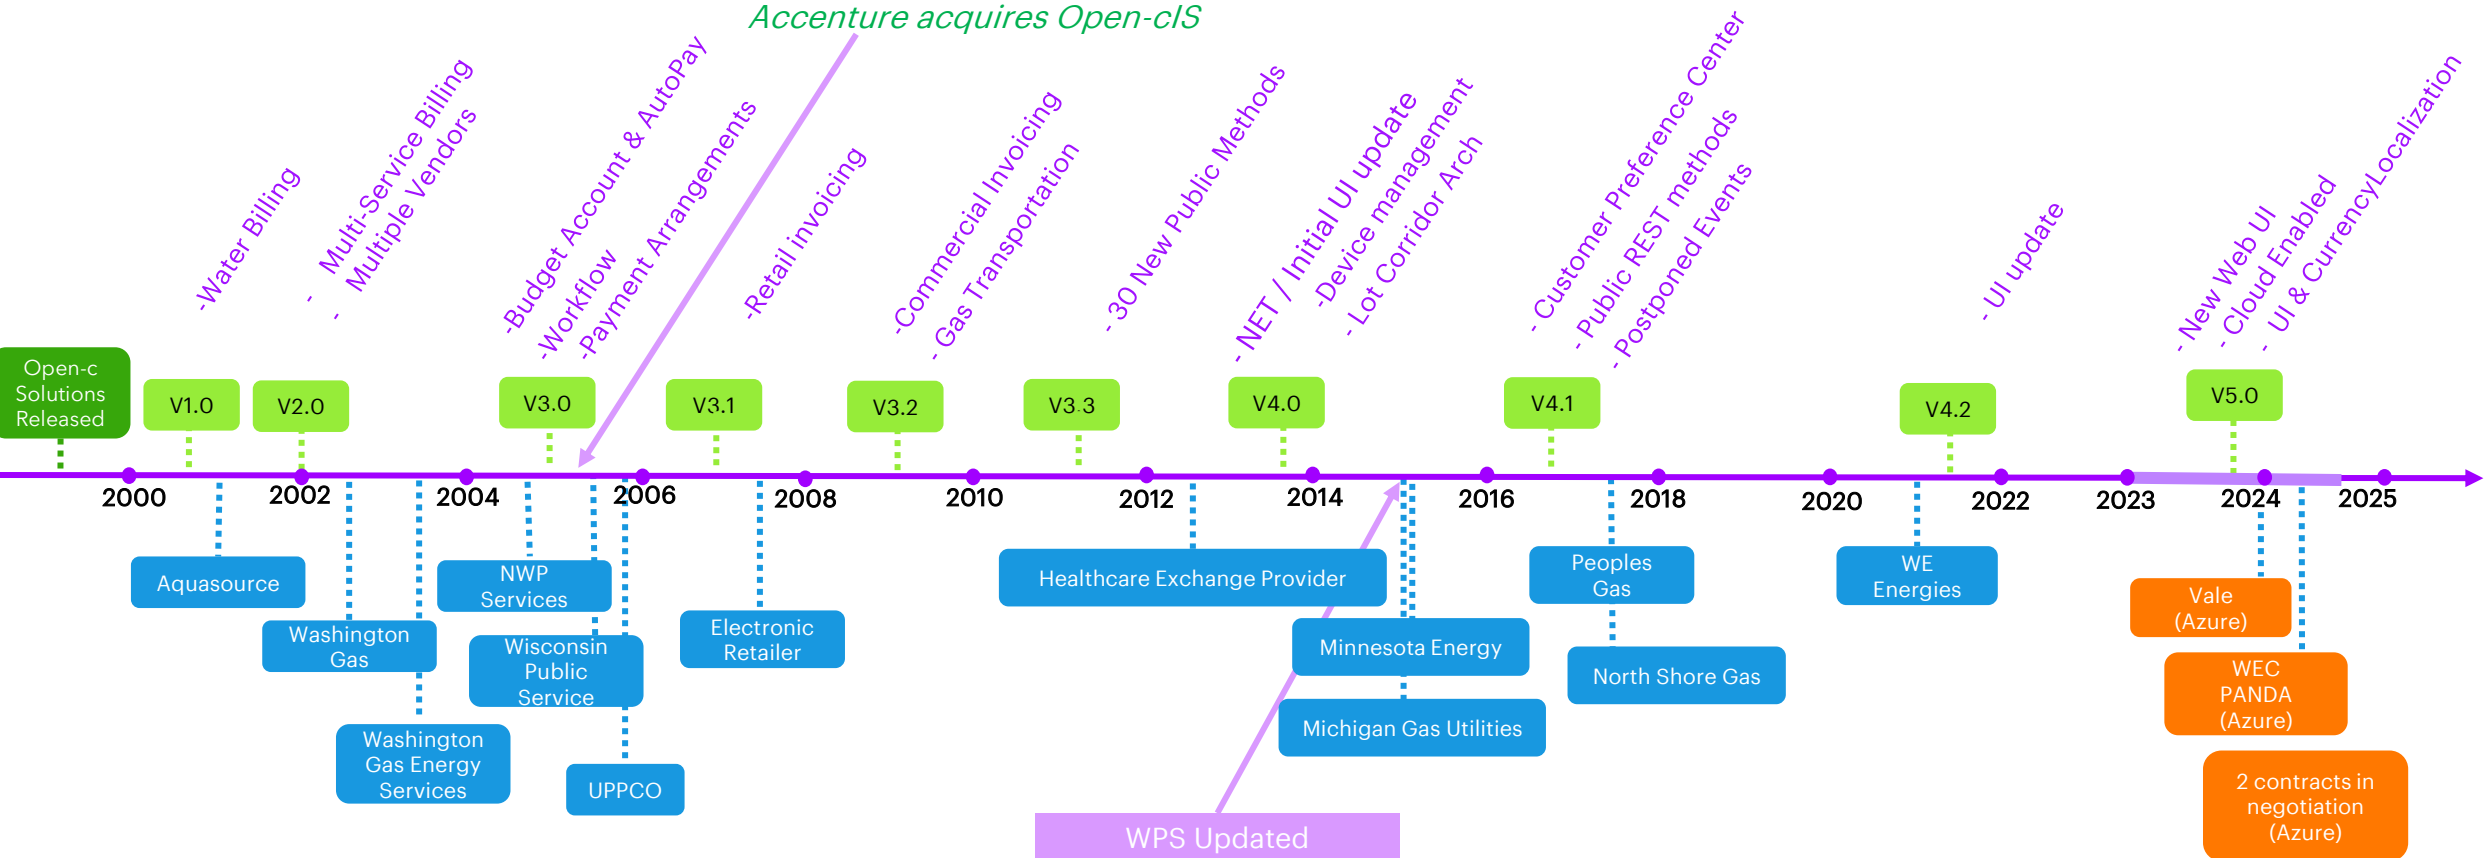 Accenture acquires Open-cIS
-Water Billing
- Multi-Service Billing
- Multiple Vendors
-Budget Account & AutoPay
-Workflow
-Payment Arrangements
-Retail invoicing
-Commercial Invoicing
- Gas Transportation
- 30 New Public Methods
- NET / Initial UI update
-Device management
- Lot Corridor Arch
- Customer Preference Center
- Public REST methods
- Postponed Events
- UI update
- New Web UI
- Cloud Enabled
- UI & CurrencyLocalization
Open-c
Solutions
Released
V1.0
V2.0
V3.0
V3.1
V3.2
V3.3
V4.0
V4.1
V4.2
V5.0
2000
2002
2004
2006
2008
2010
2012
2014
2016
2018
2020
2022
2023
2024
2025
Aquasource
Washington
Gas
Washington
Gas Energy
Services
NWP
Services
Wisconsin
Public
Service
UPPCO
Electronic
Retailer
Healthcare Exchange Provider
Minnesota Energy
Michigan Gas Utilities
WPS Updated
Peoples
Gas
North Shore Gas
WE
Energies
Vale
(Azure)
WEC
PANDA
(Azure)
2 contracts in
negotiation
(Azure)